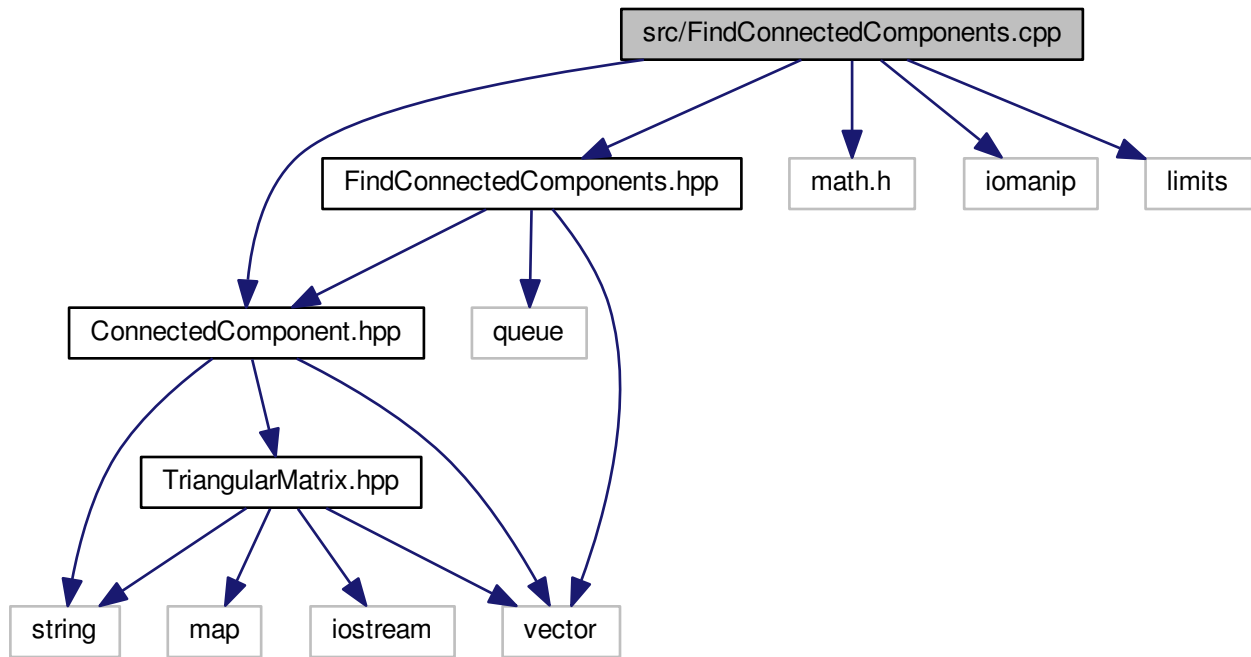 src/FindConnectedComponents.cpp
FindConnectedComponents.hpp
math.h
iomanip
limits
ConnectedComponent.hpp
queue
TriangularMatrix.hpp
string
map
iostream
vector